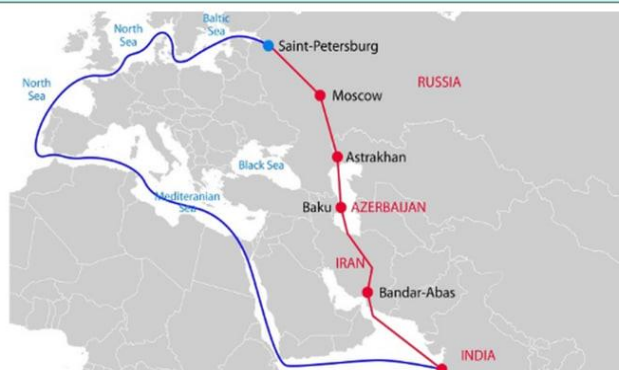 Baltic
Sea
North
Sea
Saint-Petersburg
North
Sea
RUSSIA
Moscow
Astrakhan
Black Sea
Mediteranian
Sea
Baku
AZERBAIJAN
IRAN
Bandar-Abas
INDIA